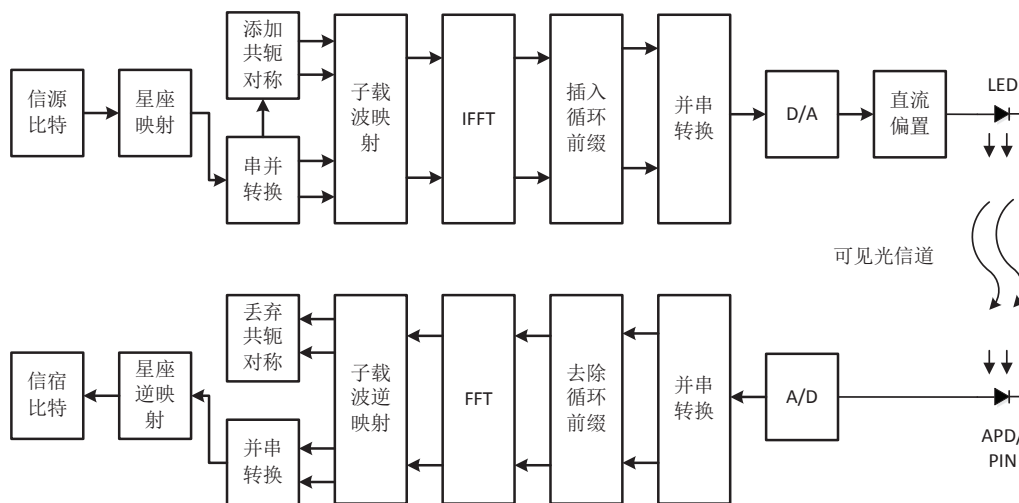 信源
比特
星座
映射
添加
共轭
对称
串并
转换
子载
波映
射
IFFT
插入
循环
前缀
并串
转换
D/A
直流
偏置
LED
可见光信道
信宿
比特
星座
逆映
射
丢弃
共轭
对称
并串
转换
子载
波逆
映射
FFT
去除
循环
前缀
并串
转换
A/D
APD/
PIN